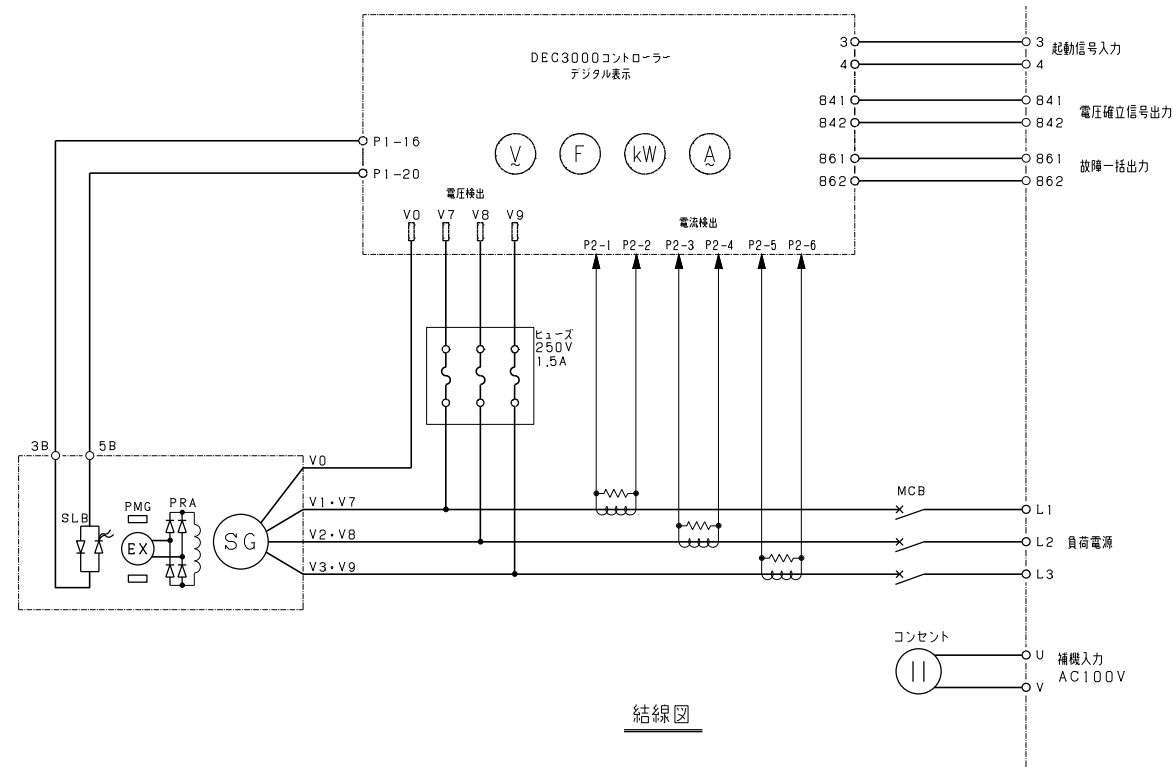 DEC3000コントローラー
デジタル表示
3
4
841
842
861
862
3
4
起動信号入力
841
842
電圧確立信号出力
861
862
故障一括出力
P1-16
P1-20
V
F
kW
A
電圧検出
V0 V7 V8 V9
電流検出
P2-1 P2-2 P2-3 P2-4 P2-5 P2-6
ヒューズ
250V
1.5A
3B
5B
V0
V1・V7
V2・V8
V3・V9
SLB
PMG
PRA
EX
SG
MCB
L1
L2 負荷電源
L3
コンセント
U
V
補機入力
AC100V
結線図